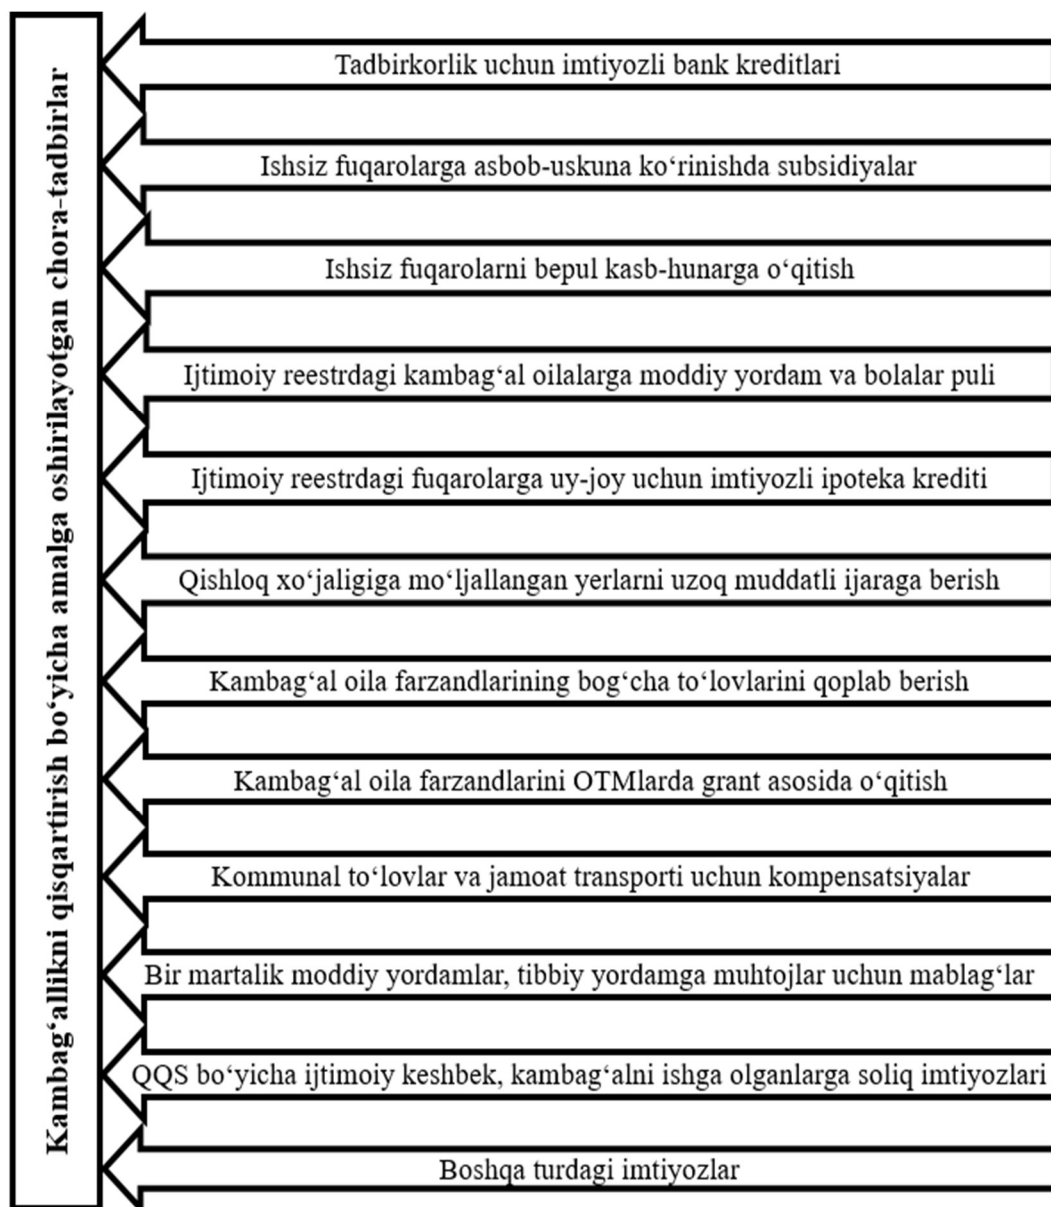 Kambag‘allikni qisqartirish bo‘yicha amalga oshirilayotgan chora-tadbirlar
Tadbirkorlik uchun imtiyozli bank kreditlari
Ishsiz fuqarolarga asbob-uskuna ko‘rinishda subsidiyalar
Ishsiz fuqarolarni bepul kasb-hunarga o‘qitish
Ijtimoiy reestrdagi kambag‘al oilalarga moddiy yordam va bolalar puli
Ijtimoiy reestrdagi fuqarolarga uy-joy uchun imtiyozli ipoteka krediti
Qishloq xo‘jaligiga mo‘ljallangan yerlarni uzoq muddatli ijaraga berish
Kambag‘al oila farzandlarining bog‘cha to‘lovlarini qoplab berish
Kambag‘al oila farzandlarini OTMlarda grant asosida o‘qitish
Kommunal to‘lovlar va jamoat transporti uchun kompensatsiyalar
Bir martalik moddiy yordamlar, tibbiy yordamga muhtojlar uchun mablag‘lar
QQS bo‘yicha ijtimoiy keshbek, kambag‘alni ishga olganlarga soliq imtiyozlari
Boshqa turdagi imtiyozlar